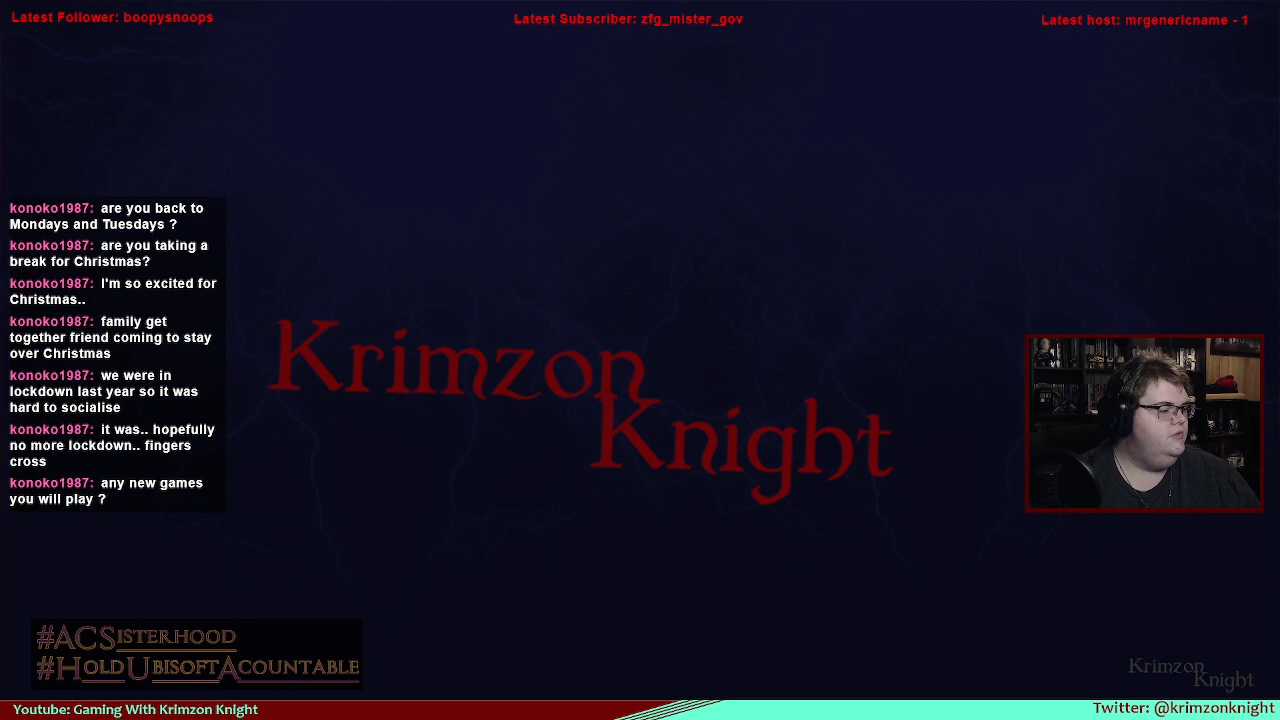 Latest Follower: boopysnoops
Latest Subscriber: zfg_mister_gov
Latest host: mrgenericname - 1
konoko1987: are you back to
Mondays and Tuesdays ?
konoko1987: are you taking a
break for Christmas?
konoko1987: I'm so excited for
Christmas..
konoko1987: family get
together friend coming to stay
over Christmas
konoko1987: we were in
lockdown last year so it was
hard to socialise
konoko1987: it was.. hopefully
no more lockdown.. fingers
cross
konoko1987: any new games
you will play ?
Krimzon
Knight
#ACSisterhood
#HoldUbisoftAcountable
Krimzon
Knight
Youtube: Gaming With Krimzon Knight
Twitter: @krimzonknight